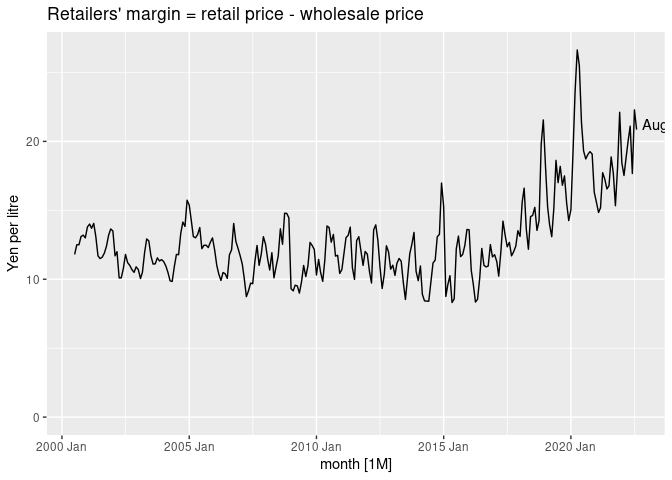 Retailers' margin = retail price - wholesale price
Yen per litre
20
10
0
Aug
2000 Jan 2005 Jan 2010 Jan 2015 Jan 2020 Jan
month [1M]